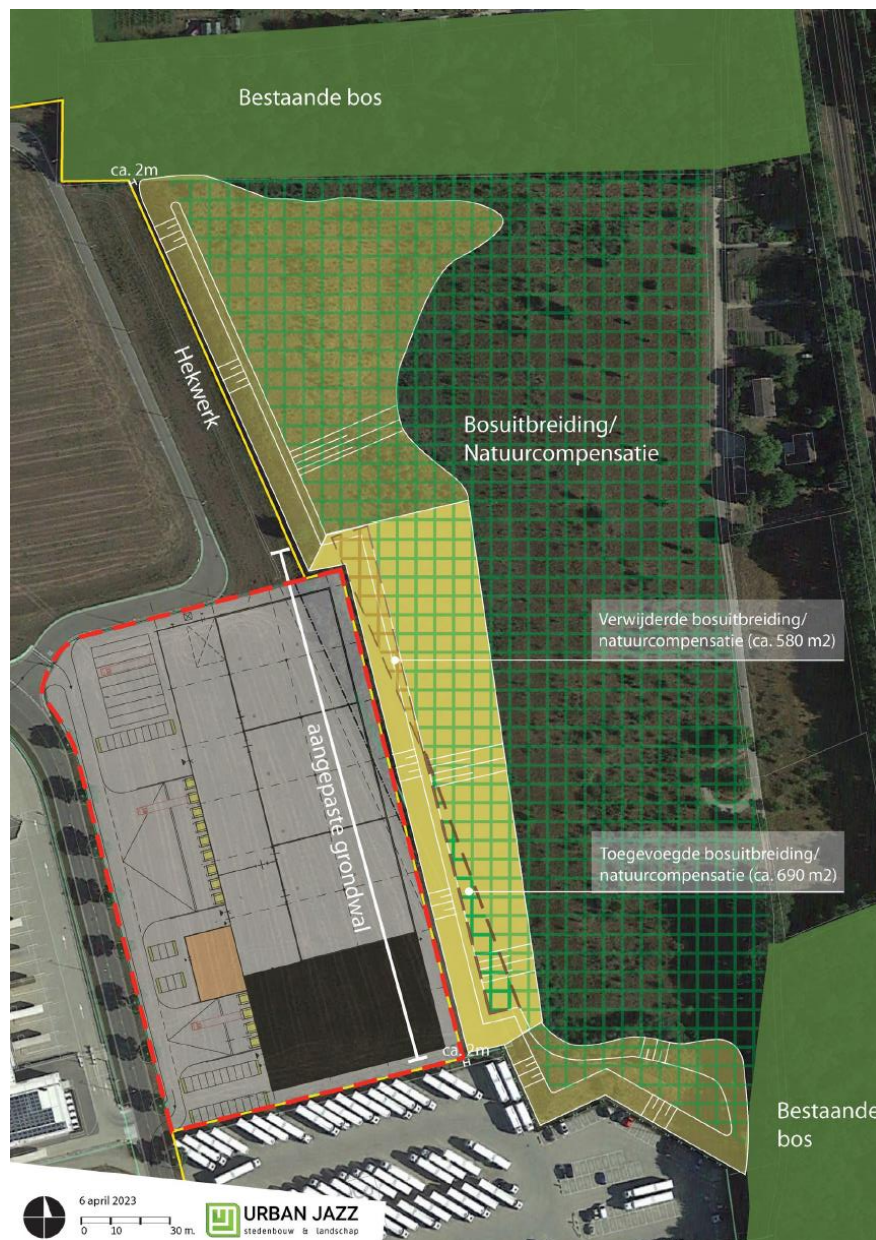 Bestaande bos
ca. 2m
Hekwerk
Bosuitbreiding/
Natuurcompensatie
Verwijderde bosuitbreiding/
natuurcompensatie (ca. 580 m2)
aangepaste grondwal
Toegevoegde bosuitbreiding/
natuurcompensatie (ca. 690 m2)
ca. 2m
Bestaande
bos
6 april 2023
0 10 30 m.
URBAN JAZZ
stedenbouw & landschap